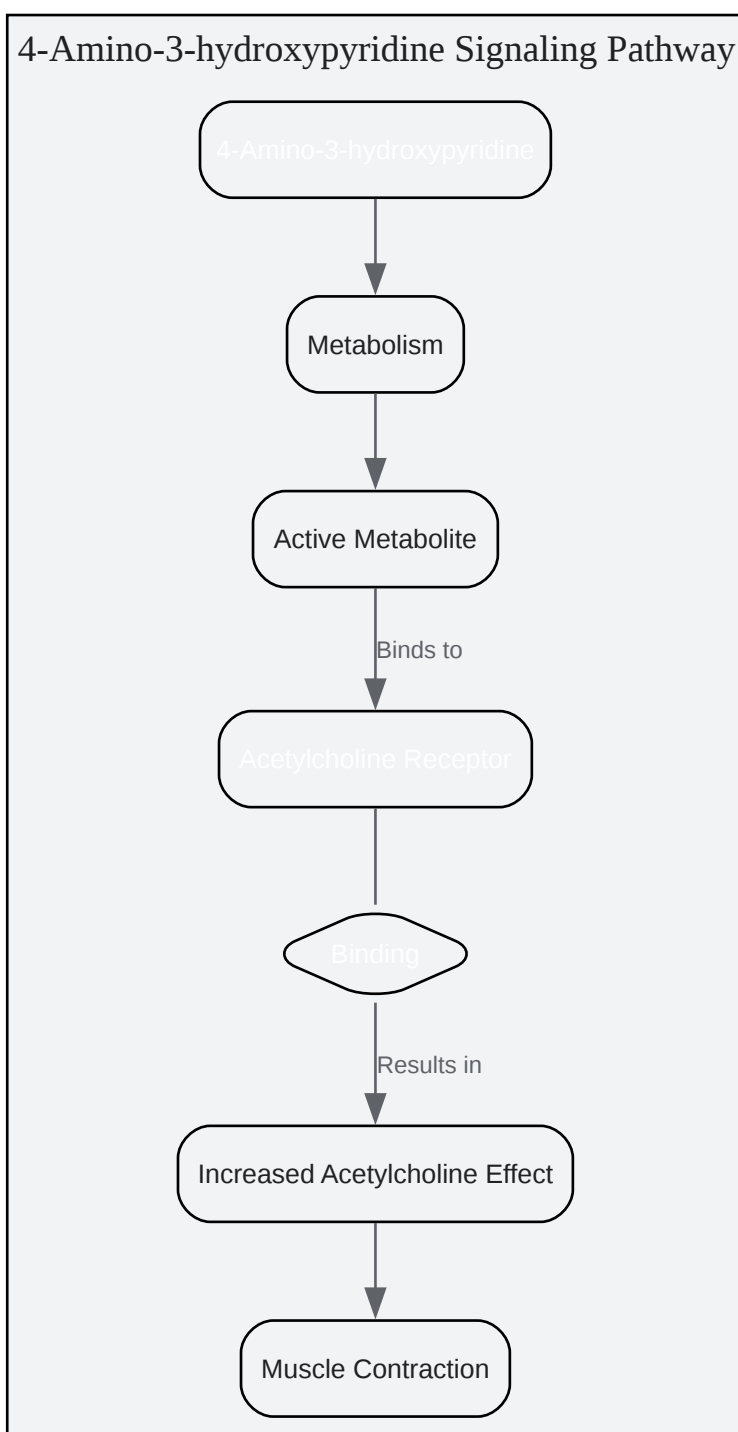 4-Amino-3-hydroxypyridine Signaling Pathway
4-Amino-3-hydroxypyridine
Metabolism
Active Metabolite
Binds to
Acetylcholine Receptor
Binding
Results in
Increased Acetylcholine Effect
Muscle Contraction